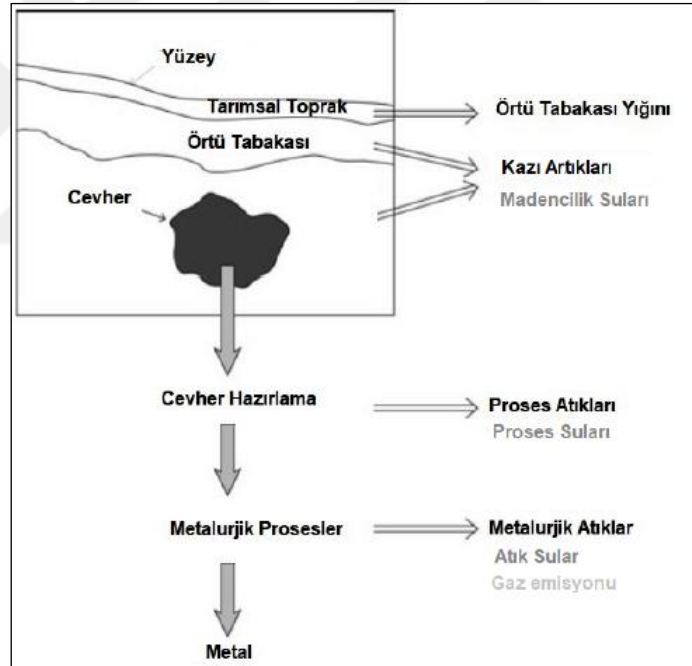 Yüzey
Tarımsal Toprak
Örtü Tabakası Yığını
Örtü Tabakası
Kazı Artıkları
Madencilik Suları
Cevher
Cevher Hazırlama
Proses Atıkları
Proses Suları
Metalurjik Prosesler
Metalurjik Atıklar
Atık Sular
Gaz emisyonu
Metal